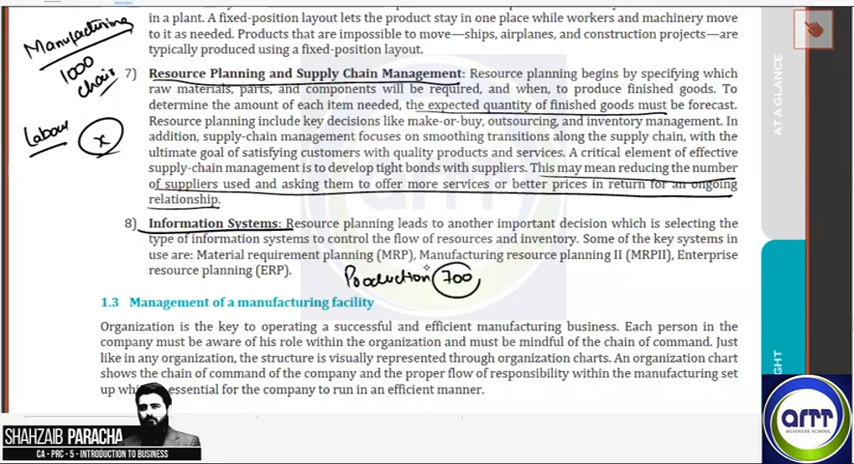 in a plant. A fixed-position layout lets the product stay in one place while workers and machinery move
to it as needed. Products that are impossible to move—ships, airplanes, and construction projects—are
typically produced using a fixed-position layout.
Manufacturing
1000
chair
7) Resource Planning and Supply Chain Management: Resource planning begins by specifying which
raw materials, parts, and components will be required, and when, to produce finished goods. To
determine the amount of each item needed, the expected quantity of finished goods must be forecast.
Resource planning include key decisions like make-or-buy, outsourcing, and inventory management. In
addition, supply-chain management focuses on smoothing transitions along the supply chain, with the
ultimate goal of satisfying customers with quality products and services. A critical element of effective
supply-chain management is to develop tight bonds with suppliers. This may mean reducing the number
of suppliers used and asking them to offer more services or better prices in return for an ongoing
relationship.
Labour x
8) Information Systems: Resource planning leads to another important decision which is selecting the
type of information systems to control the flow of resources and inventory. Some of the key systems in
use are: Material requirement planning (MRP), Manufacturing resource planning II (MRPII), Enterprise
resource planning (ERP).
Production 700
1.3 Management of a manufacturing facility
Organization is the key to operating a successful and efficient manufacturing business. Each person in the
company must be aware of his role within the organization and must be mindful of the chain of command. Just
like in any organization, the structure is visually represented through organization charts. An organization chart
shows the chain of command of the company and the proper flow of responsibility within the manufacturing set
up essential for the company to run in an efficient manner.
AT A GLANCE
SHAHZAIB PARACHA
CA - PRC - 5 - INTRODUCTION TO BUSINESS
artt
BUSINESS SCHOOL